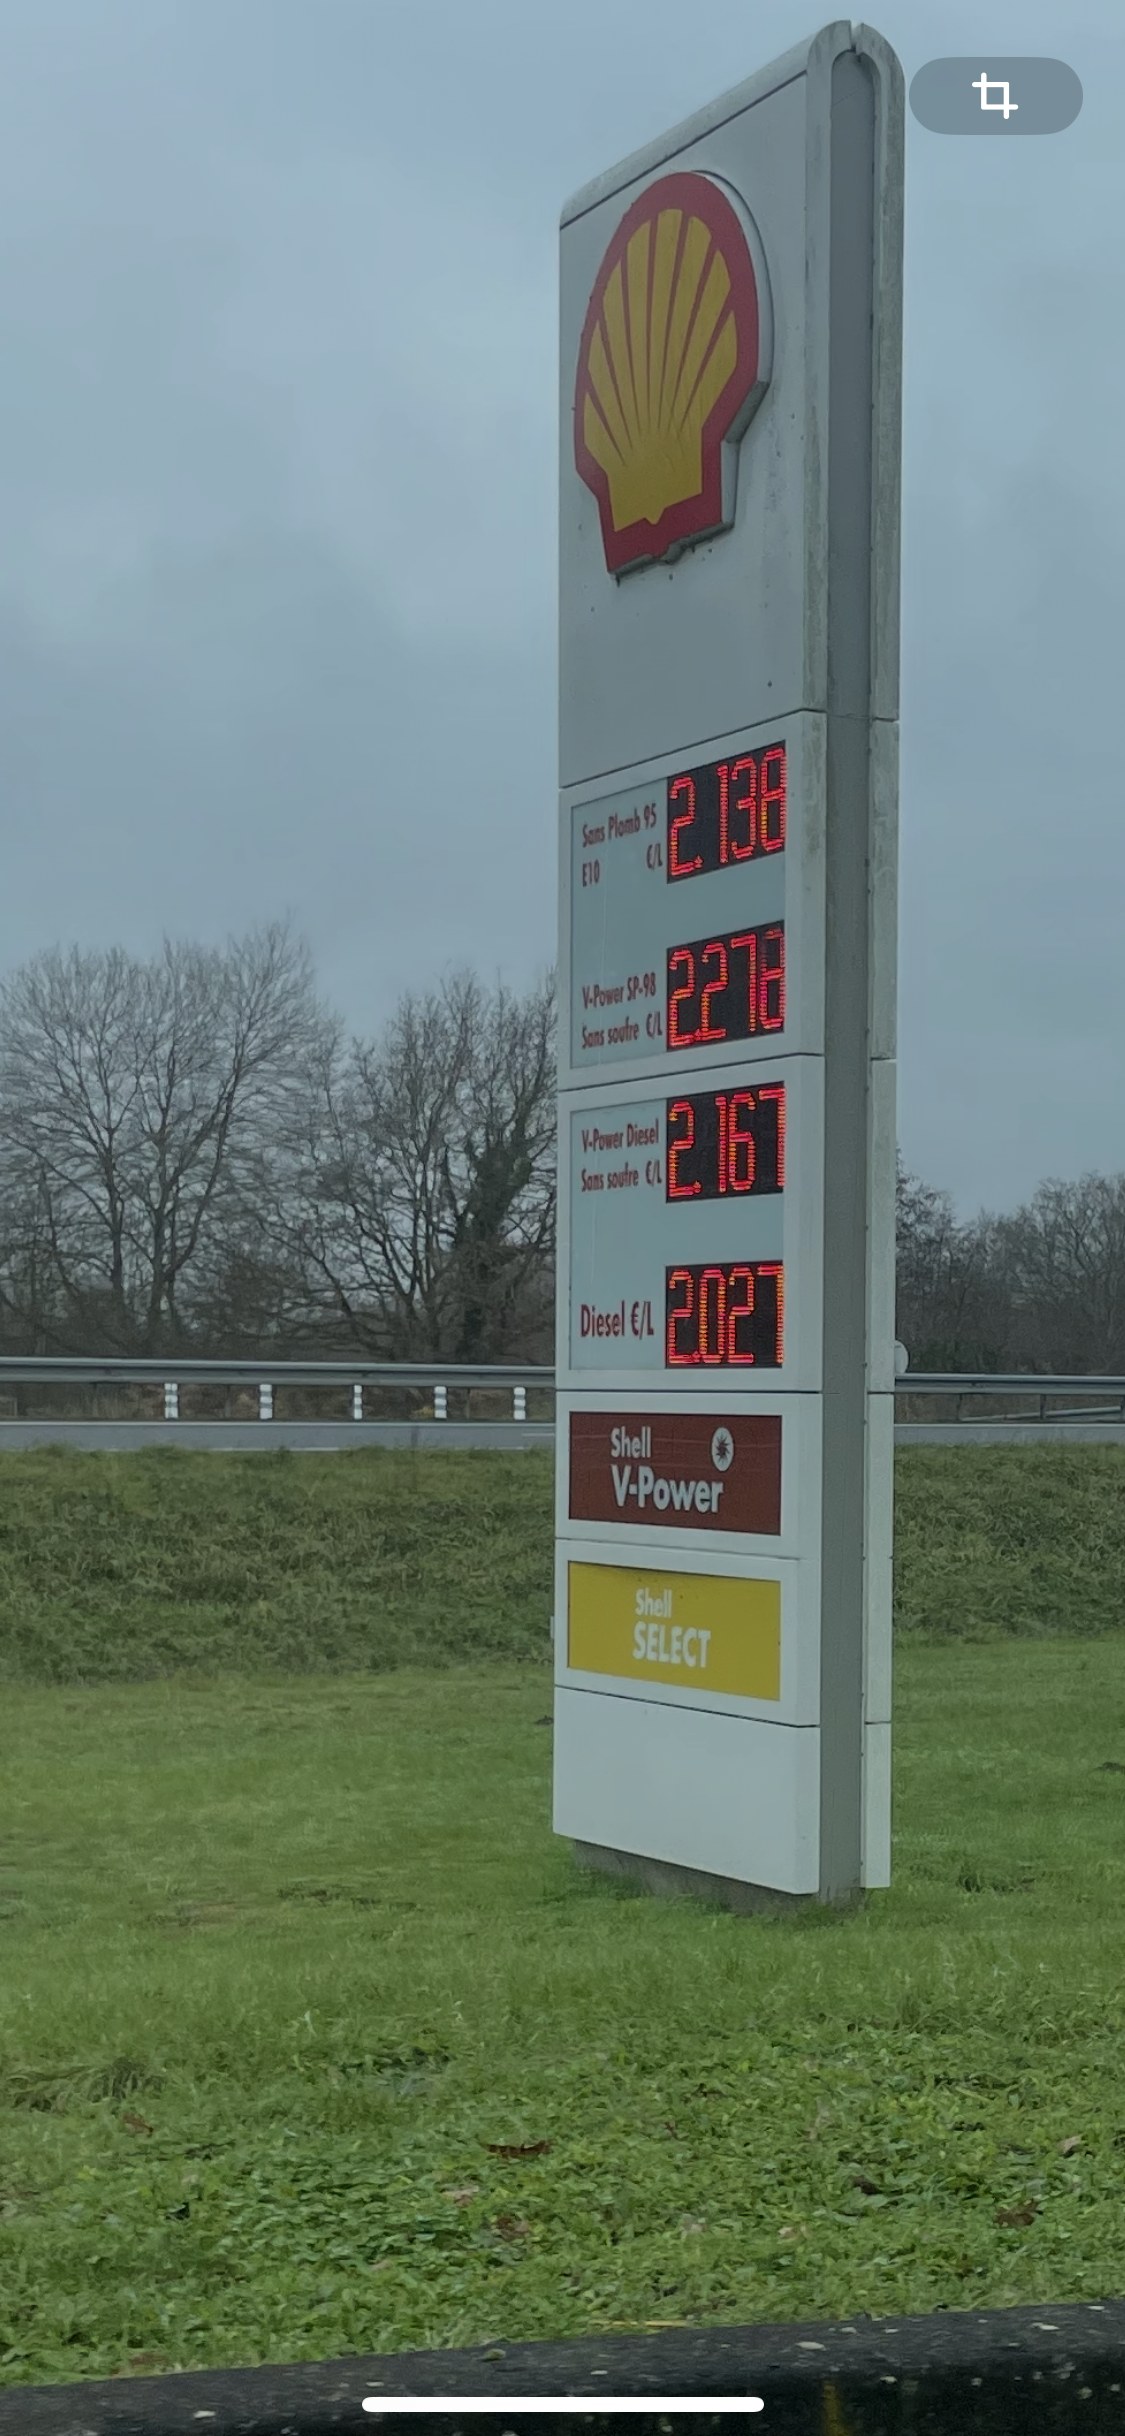 Sans Plomb 95
E10 €/L 2.138
V-Power SP-98
Sans soufre €/L 2.278
V-Power Diesel
Sans soufre €/L 2.167
Diesel €/L 2.027
Shell
V-Power
Shell
SELECT